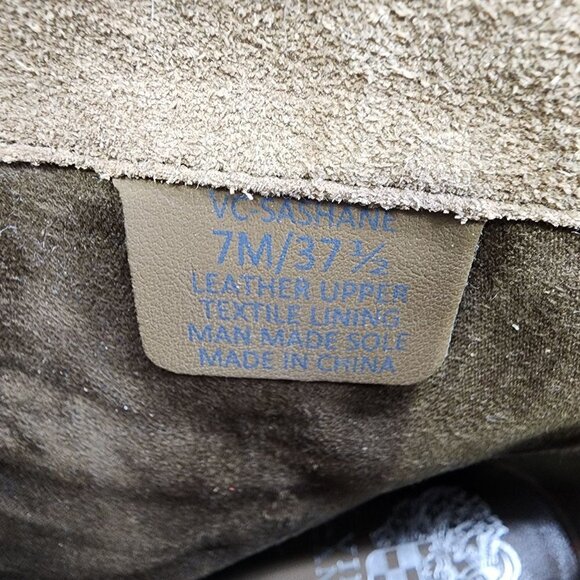 VC-SASHANE
7M/37 ½
LEATHER UPPER
TEXTILE LINING
MAN MADE SOLE
MADE IN CHINA